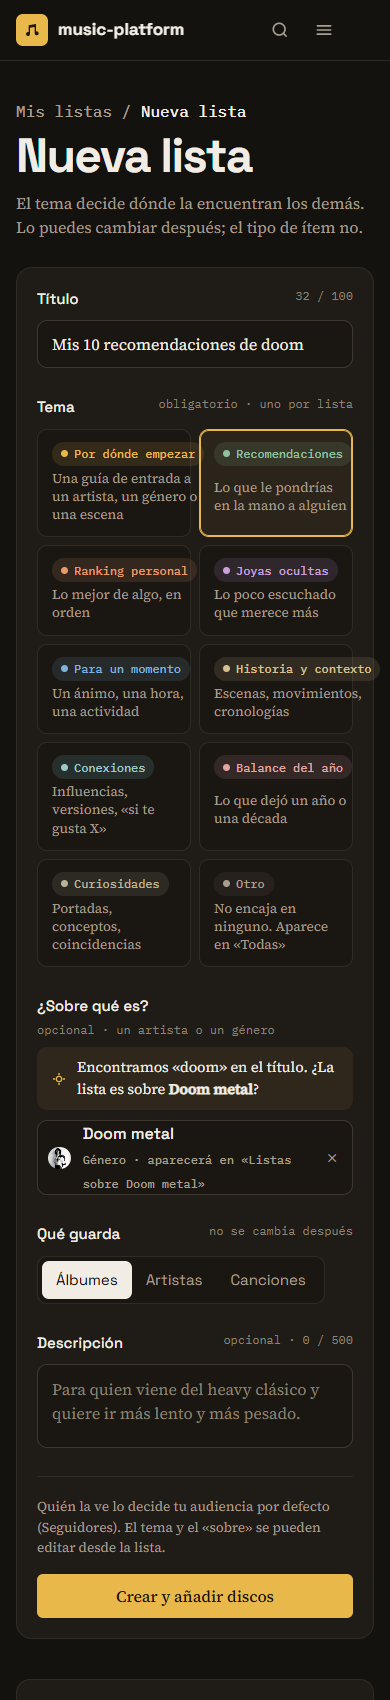 music-platform
Mis listas / Nueva lista
Nueva lista
El tema decide dónde la encuentran los demás.
Lo puedes cambiar después; el tipo de ítem no.
Título
32 / 100
Mis 10 recomendaciones de doom
Tema
obligatorio · uno por lista
Por dónde empezar
Una guía de entrada a
un artista, un género o
una escena
Recomendaciones
Lo que le pondrías
en la mano a alguien
Ranking personal
Lo mejor de algo, en
orden
Joyas ocultas
Lo poco escuchado
que merece más
Para un momento
Un ánimo, una hora,
una actividad
Historia y contexto
Escenas, movimientos,
cronologías
Conexiones
Influencias,
versiones, «si te
gusta X»
Balance del año
Lo que dejó un año o
una década
Curiosidades
Portadas,
conceptos,
coincidencias
Otro
No encaja en
ninguno. Aparece
en «Todas»
¿Sobre qué es?
opcional · un artista o un género
Encontramos «doom» en el título. ¿La
lista es sobre Doom metal?
Doom metal
Género · aparecerá en «Listas
sobre Doom metal»
Qué guarda
no se cambia después
Álbumes
Artistas
Canciones
Descripción
opcional · 0 / 500
Para quien viene del heavy clásico y
quiere ir más lento y más pesado.
Quién la ve lo decide tu audiencia por defecto
(Seguidores). El tema y el «sobre» se pueden
editar desde la lista.
Crear y añadir discos